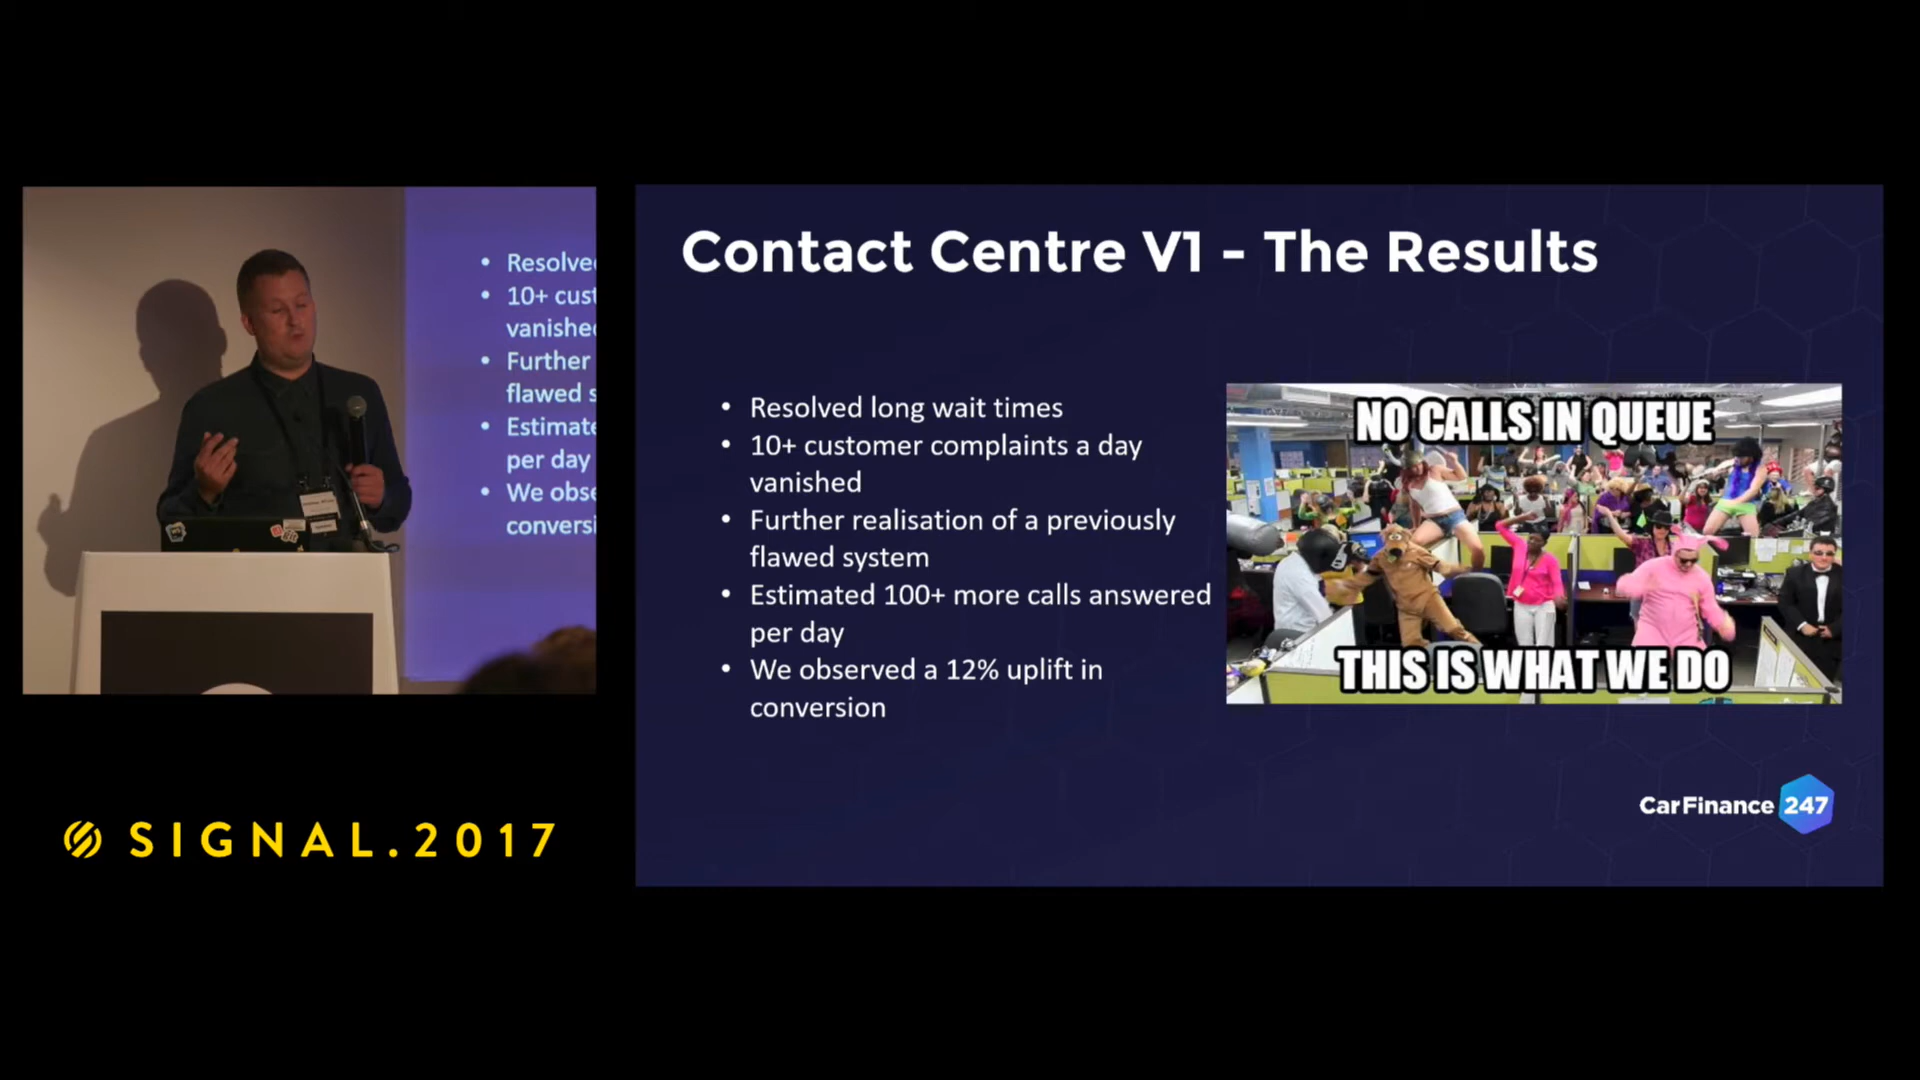 Resolve
10+ cust
vanishe
Further
flawed s
Estimate
per day
We obse
conversi
SIGNAL.2017
Contact Centre V1 - The Results
• Resolved long wait times
• 10+ customer complaints a day
vanished
• Further realisation of a previously
flawed system
• Estimated 100+ more calls answered
per day
• We observed a 12% uplift in
conversion
NO CALLS IN QUEUE
THIS IS WHAT WE DO
CarFinance 247